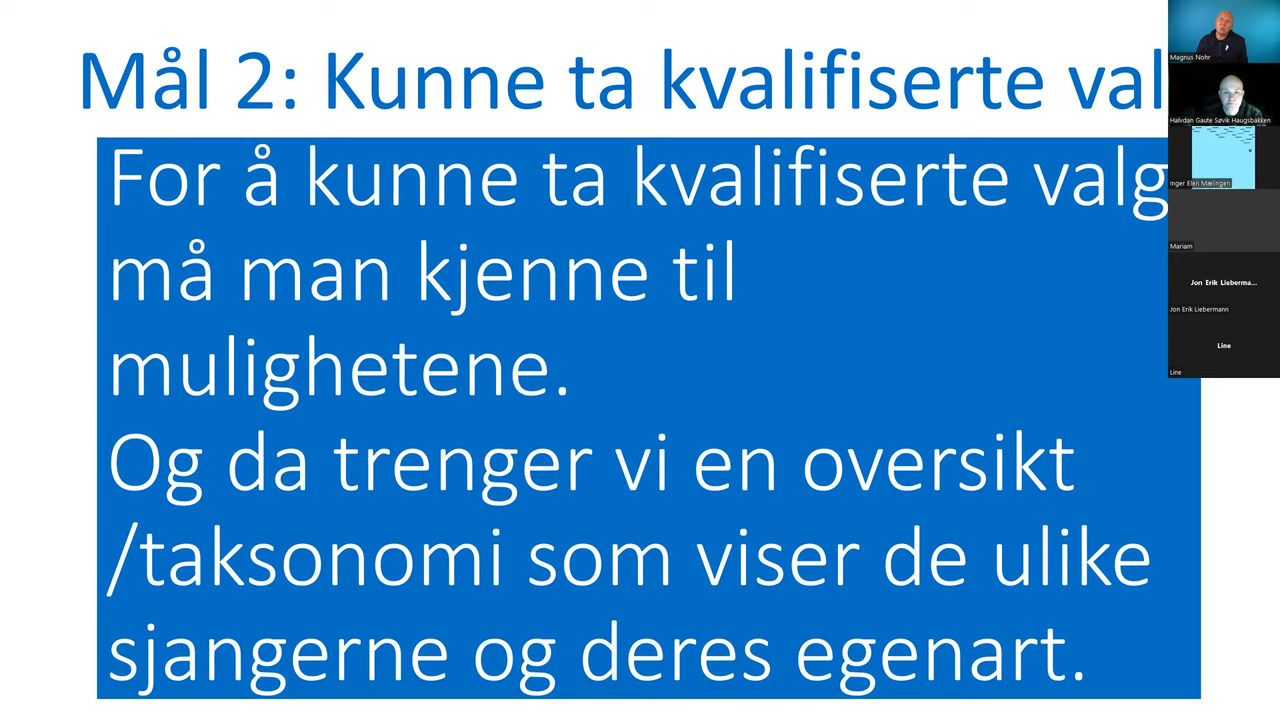 Mål 2: Kunne ta kvalifiserte val
For å kunne ta kvalifiserte valg
må man kjenne til
mulighetene.
Og da trenger vi en oversikt
/taksonomi som viser de ulike
sjangerne og deres egenart.
Magnus Nohr
Halvdan Gaute Søvik Haugsbakken
Inger Elen Mælingen
Mariam
Jon Erik Lieberma...
Jon Erik Liebermann
Line
Line